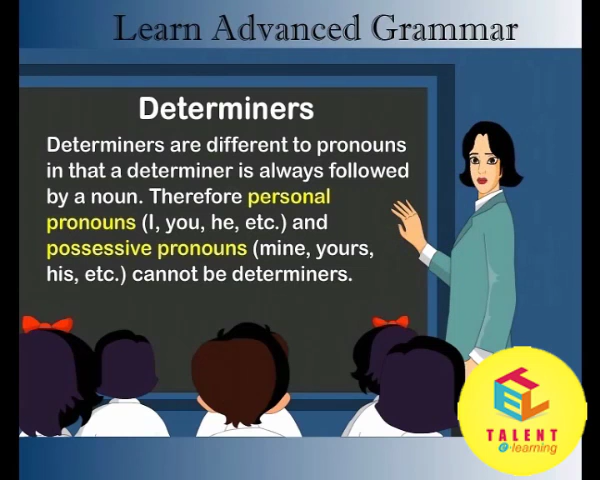 Learn Advanced Grammar
Determiners
Determiners are different to pronouns
in that a determiner is always followed
by a noun. Therefore personal
pronouns (I, you, he, etc.) and
possessive pronouns (mine, yours,
his, etc.) cannot be determiners.
TEL
TALENT
e-learning